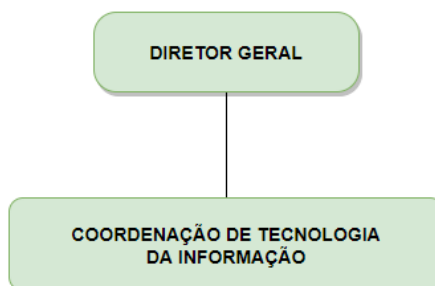 DIRETOR GERAL
COORDENAÇÃO DE TECNOLOGIA
DA INFORMAÇÃO